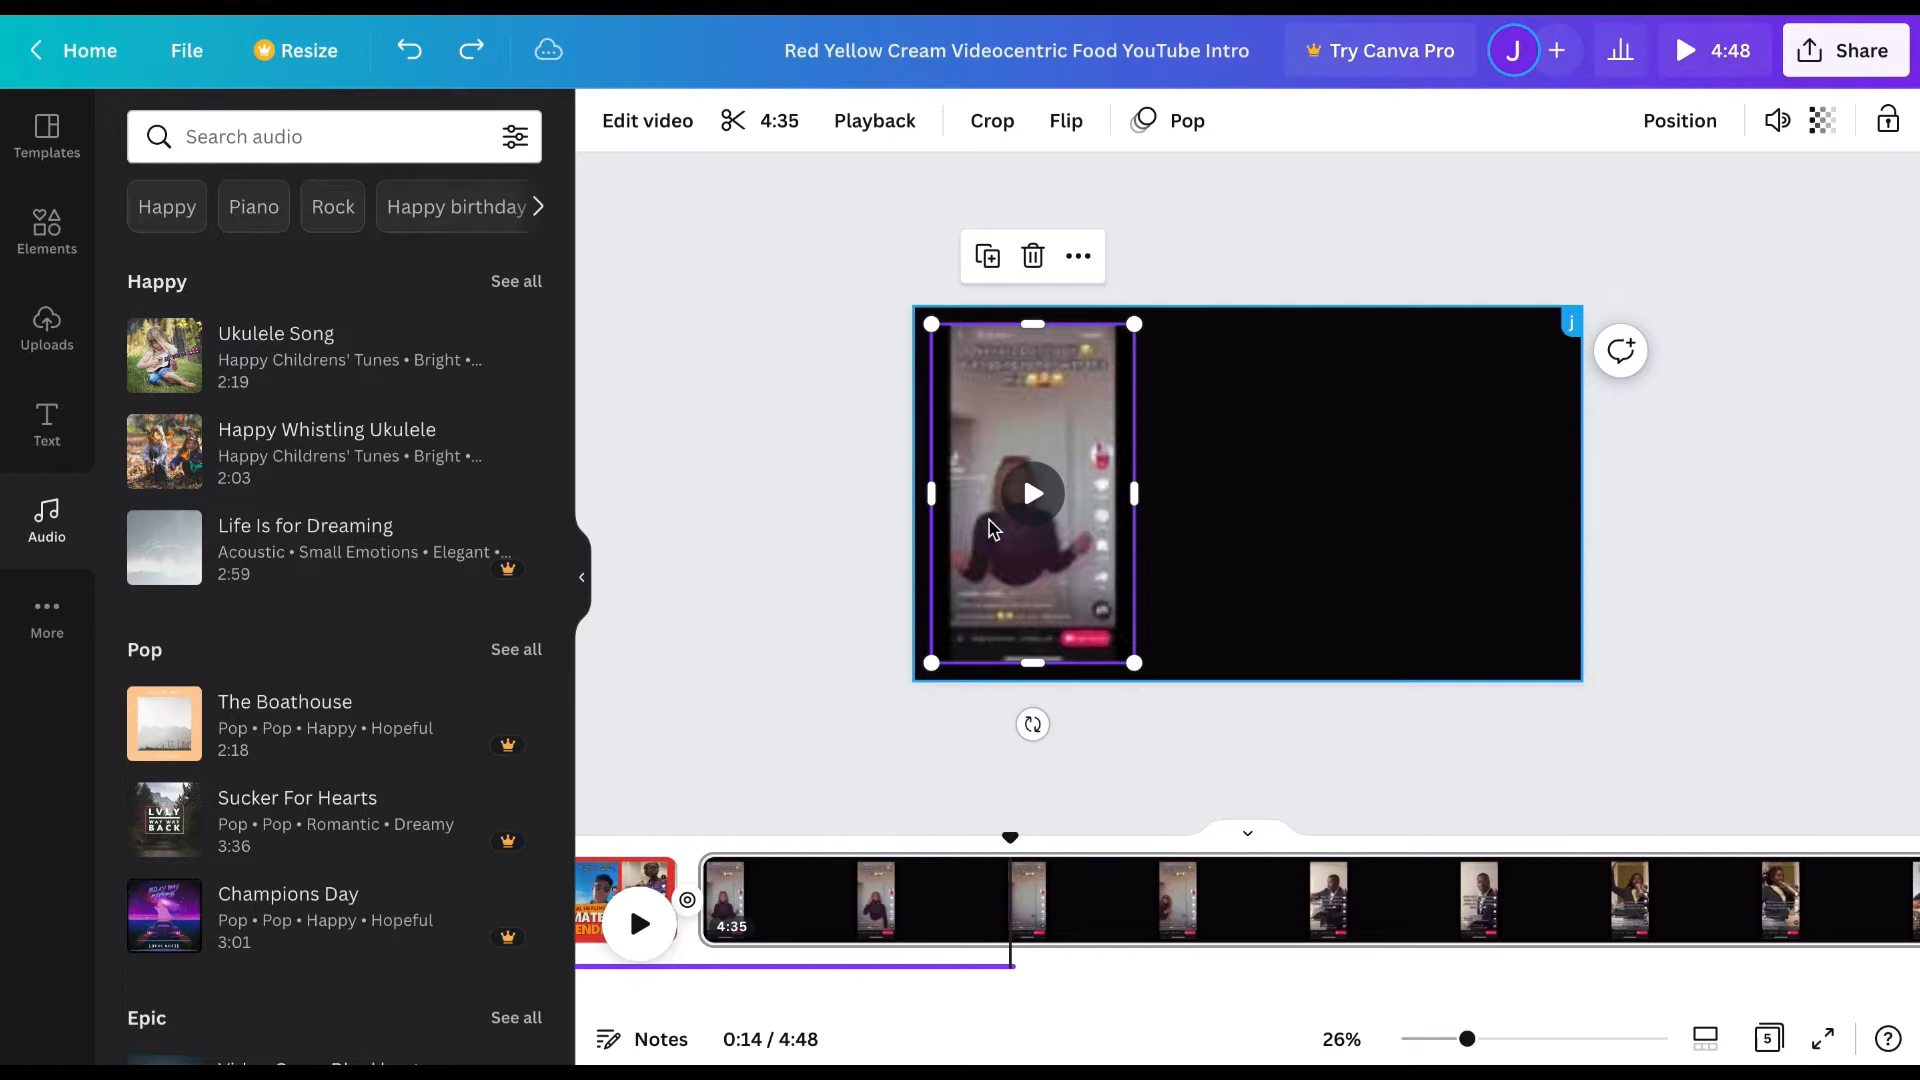 Home
File
Resize
Red Yellow Cream Videocentric Food YouTube Intro
Try Canva Pro
J
4:48
Share
Templates
Elements
Uploads
Text
Audio
More
Search audio
Happy
Piano
Rock
Happy birthday
Happy
See all
Ukulele Song
Happy Childrens' Tunes • Bright •...
2:19
Happy Whistling Ukulele
Happy Childrens' Tunes • Bright •...
2:03
Life Is for Dreaming
Acoustic • Small Emotions • Elegant •...
2:59
Pop
See all
The Boathouse
Pop • Pop • Happy • Hopeful
2:18
LVLY
WAY WAY
BACK
Sucker For Hearts
Pop • Pop • Romantic • Dreamy
3:36
Champions Day
Pop • Pop • Happy • Hopeful
3:01
Epic
See all
Edit video
4:35
Playback
Crop
Flip
Pop
Position
j
4:35
Notes
0:14 / 4:48
26%
5